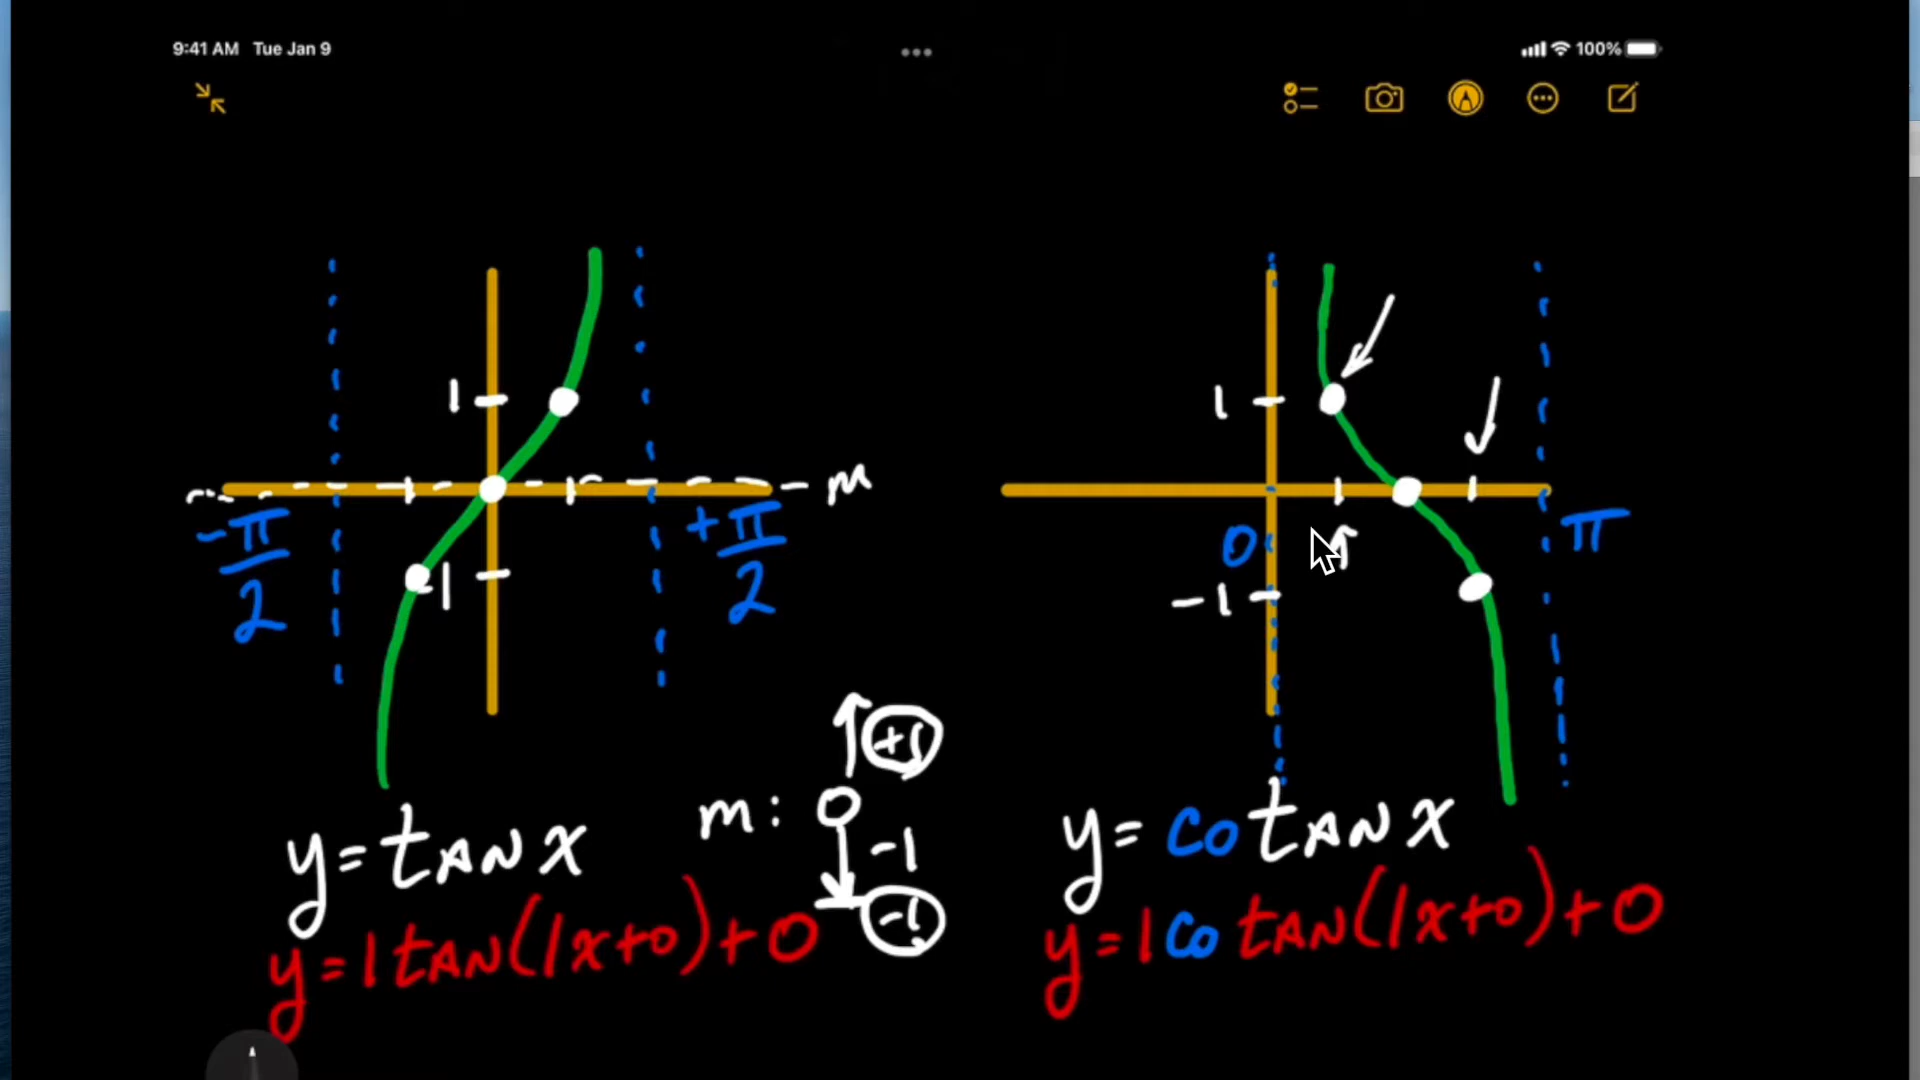 9:41 AM Tue Jan 9
100%
1
-1
m
-π/2
+π/2
1
-1
0
π
m: 0
+1
-1
-1
y=tANx
y=1tAN(1x+0)+0
y=cotANx
y=1cotAN(1x+0)+0